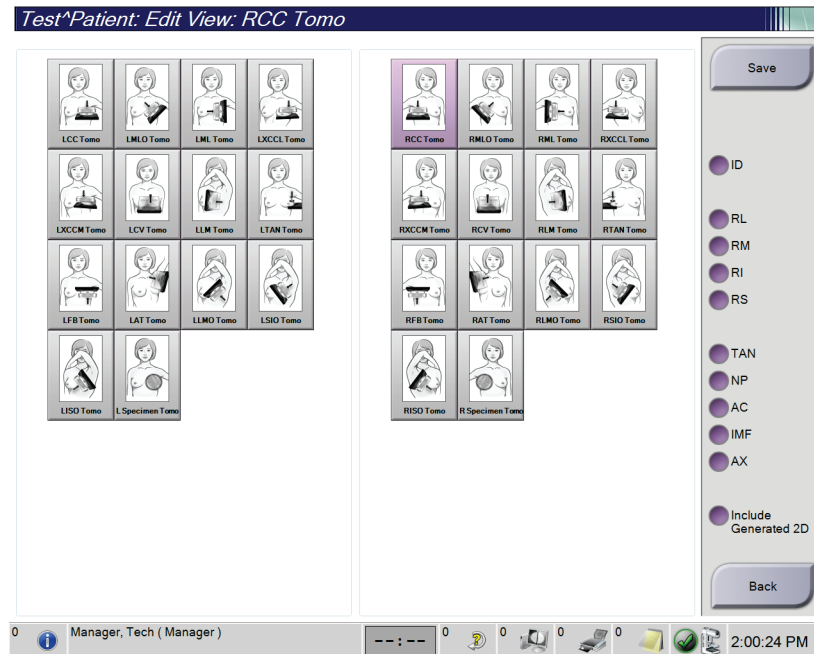 Test^Patient: Edit View: RCC Tomo
LCC Tomo LMLO Tomo LML Tomo LXCCL Tomo
LXCCM Tomo LCV Tomo LLM Tomo LTAN Tomo
LFB Tomo LAT Tomo LLMO Tomo LSIO Tomo
LISO Tomo L Specimen Tomo
RCC Tomo RMLO Tomo RML Tomo RXCCL Tomo
RXCCM Tomo RCV Tomo RLM Tomo RTAN Tomo
RFB Tomo RAT Tomo RLMO Tomo RSIO Tomo
RISO Tomo R Specimen Tomo
Save
ID
RL
RM
RI
RS
TAN
NP
AC
IMF
AX
Include
Generated 2D
Back
0 Manager, Tech ( Manager ) --:-- 0 0 0 0 2:00:24 PM